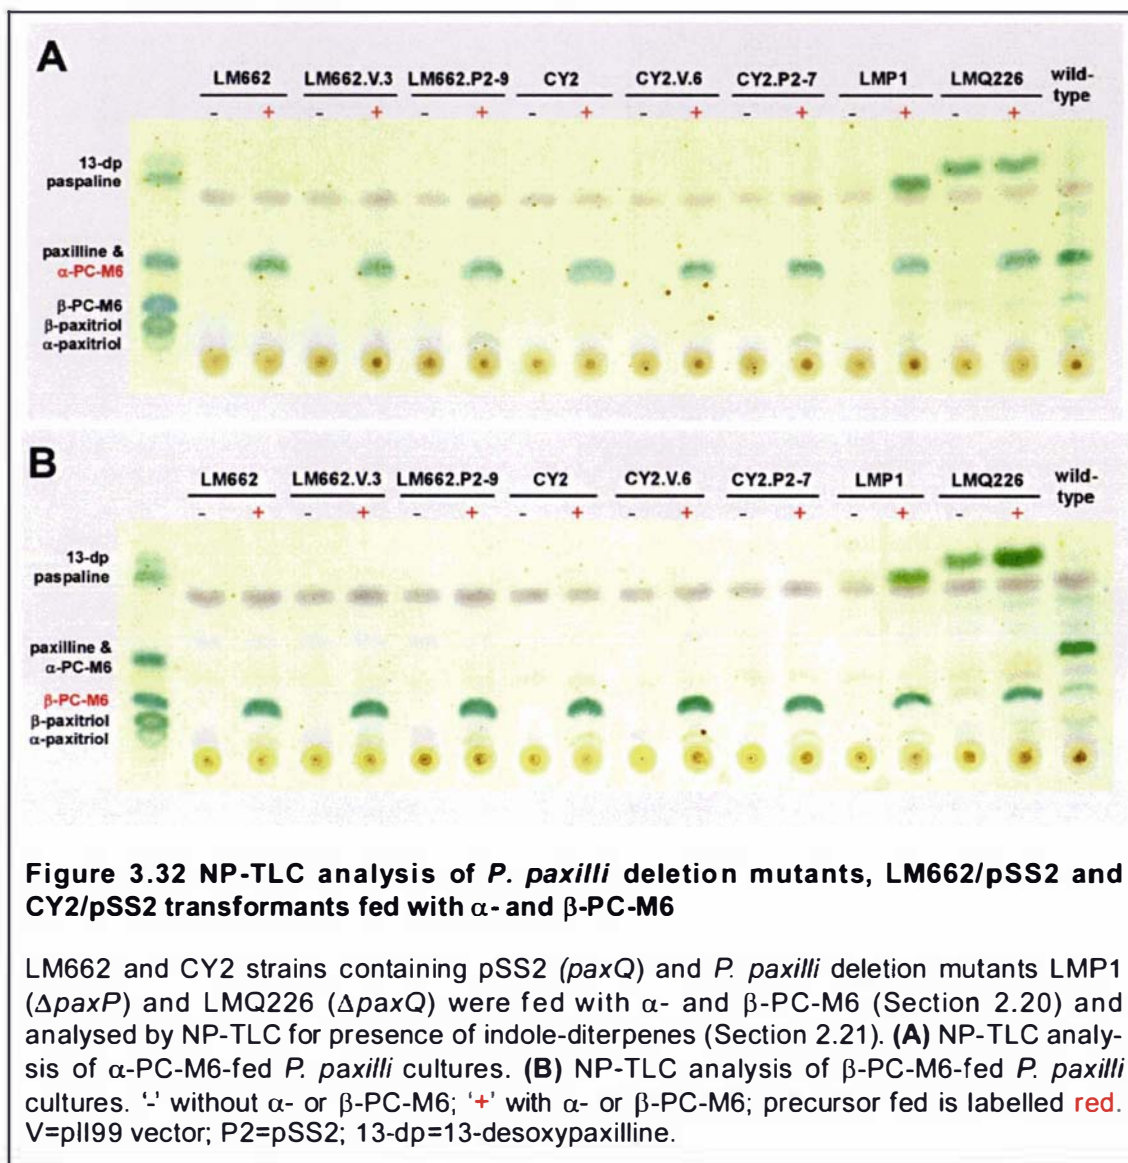 A
LM662 LM662.V.3 LM662.P2-9 CY2 CY2.V.6 CY2.P2-7 LMP1 LMQ226 wild-
type
- + - + - + - + - + - + - + - +
13-dp
paspaline
paxilline &
α-PC-M6
β-PC-M6
β-paxitriol
α-paxitriol
B
LM662 LM662.V.3 LM662.P2-9 CY2 CY2.V.6 CY2.P2-7 LMP1 LMQ226 wild-
type
- + - + - + - + - + - + - + - +
13-dp
paspaline
paxilline &
α-PC-M6
β-PC-M6
β-paxitriol
α-paxitriol
Figure 3.32 NP-TLC analysis of P. paxilli deletion mutants, LM662/pSS2 and
CY2/pSS2 transformants fed with α- and β-PC-M6
LM662 and CY2 strains containing pSS2 (paxQ) and P. paxilli deletion mutants LMP1
(ΔpaxP) and LMQ226 (ΔpaxQ) were fed with α- and β-PC-M6 (Section 2.20) and
analysed by NP-TLC for presence of indole-diterpenes (Section 2.21). (A) NP-TLC analy-
sis of α-PC-M6-fed P. paxilli cultures. (B) NP-TLC analysis of β-PC-M6-fed P. paxilli
cultures. '-' without α- or β-PC-M6; '+' with α- or β-PC-M6; precursor fed is labelled red.
V=pII99 vector; P2=pSS2; 13-dp=13-desoxypaxilline.